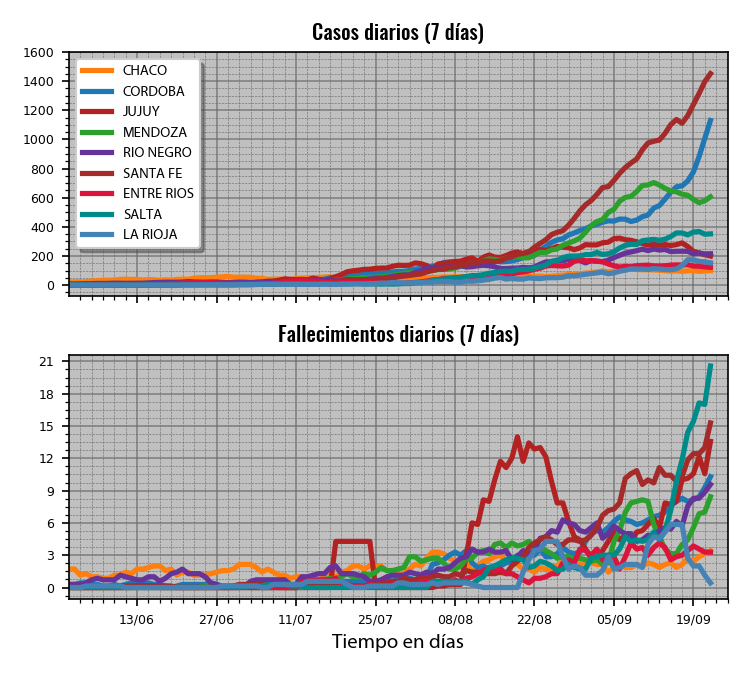 Casos diarios (7 días)
1600
1400
1200
1000
800
600
400
200
0
CHACO
CORDOBA
JUJUY
MENDOZA
RIO NEGRO
SANTA FE
ENTRE RIOS
SALTA
LA RIOJA
Fallecimientos diarios (7 días)
21
18
15
12
9
6
3
0
13/06 27/06 11/07 25/07 08/08 22/08 05/09 19/09
Tiempo en días